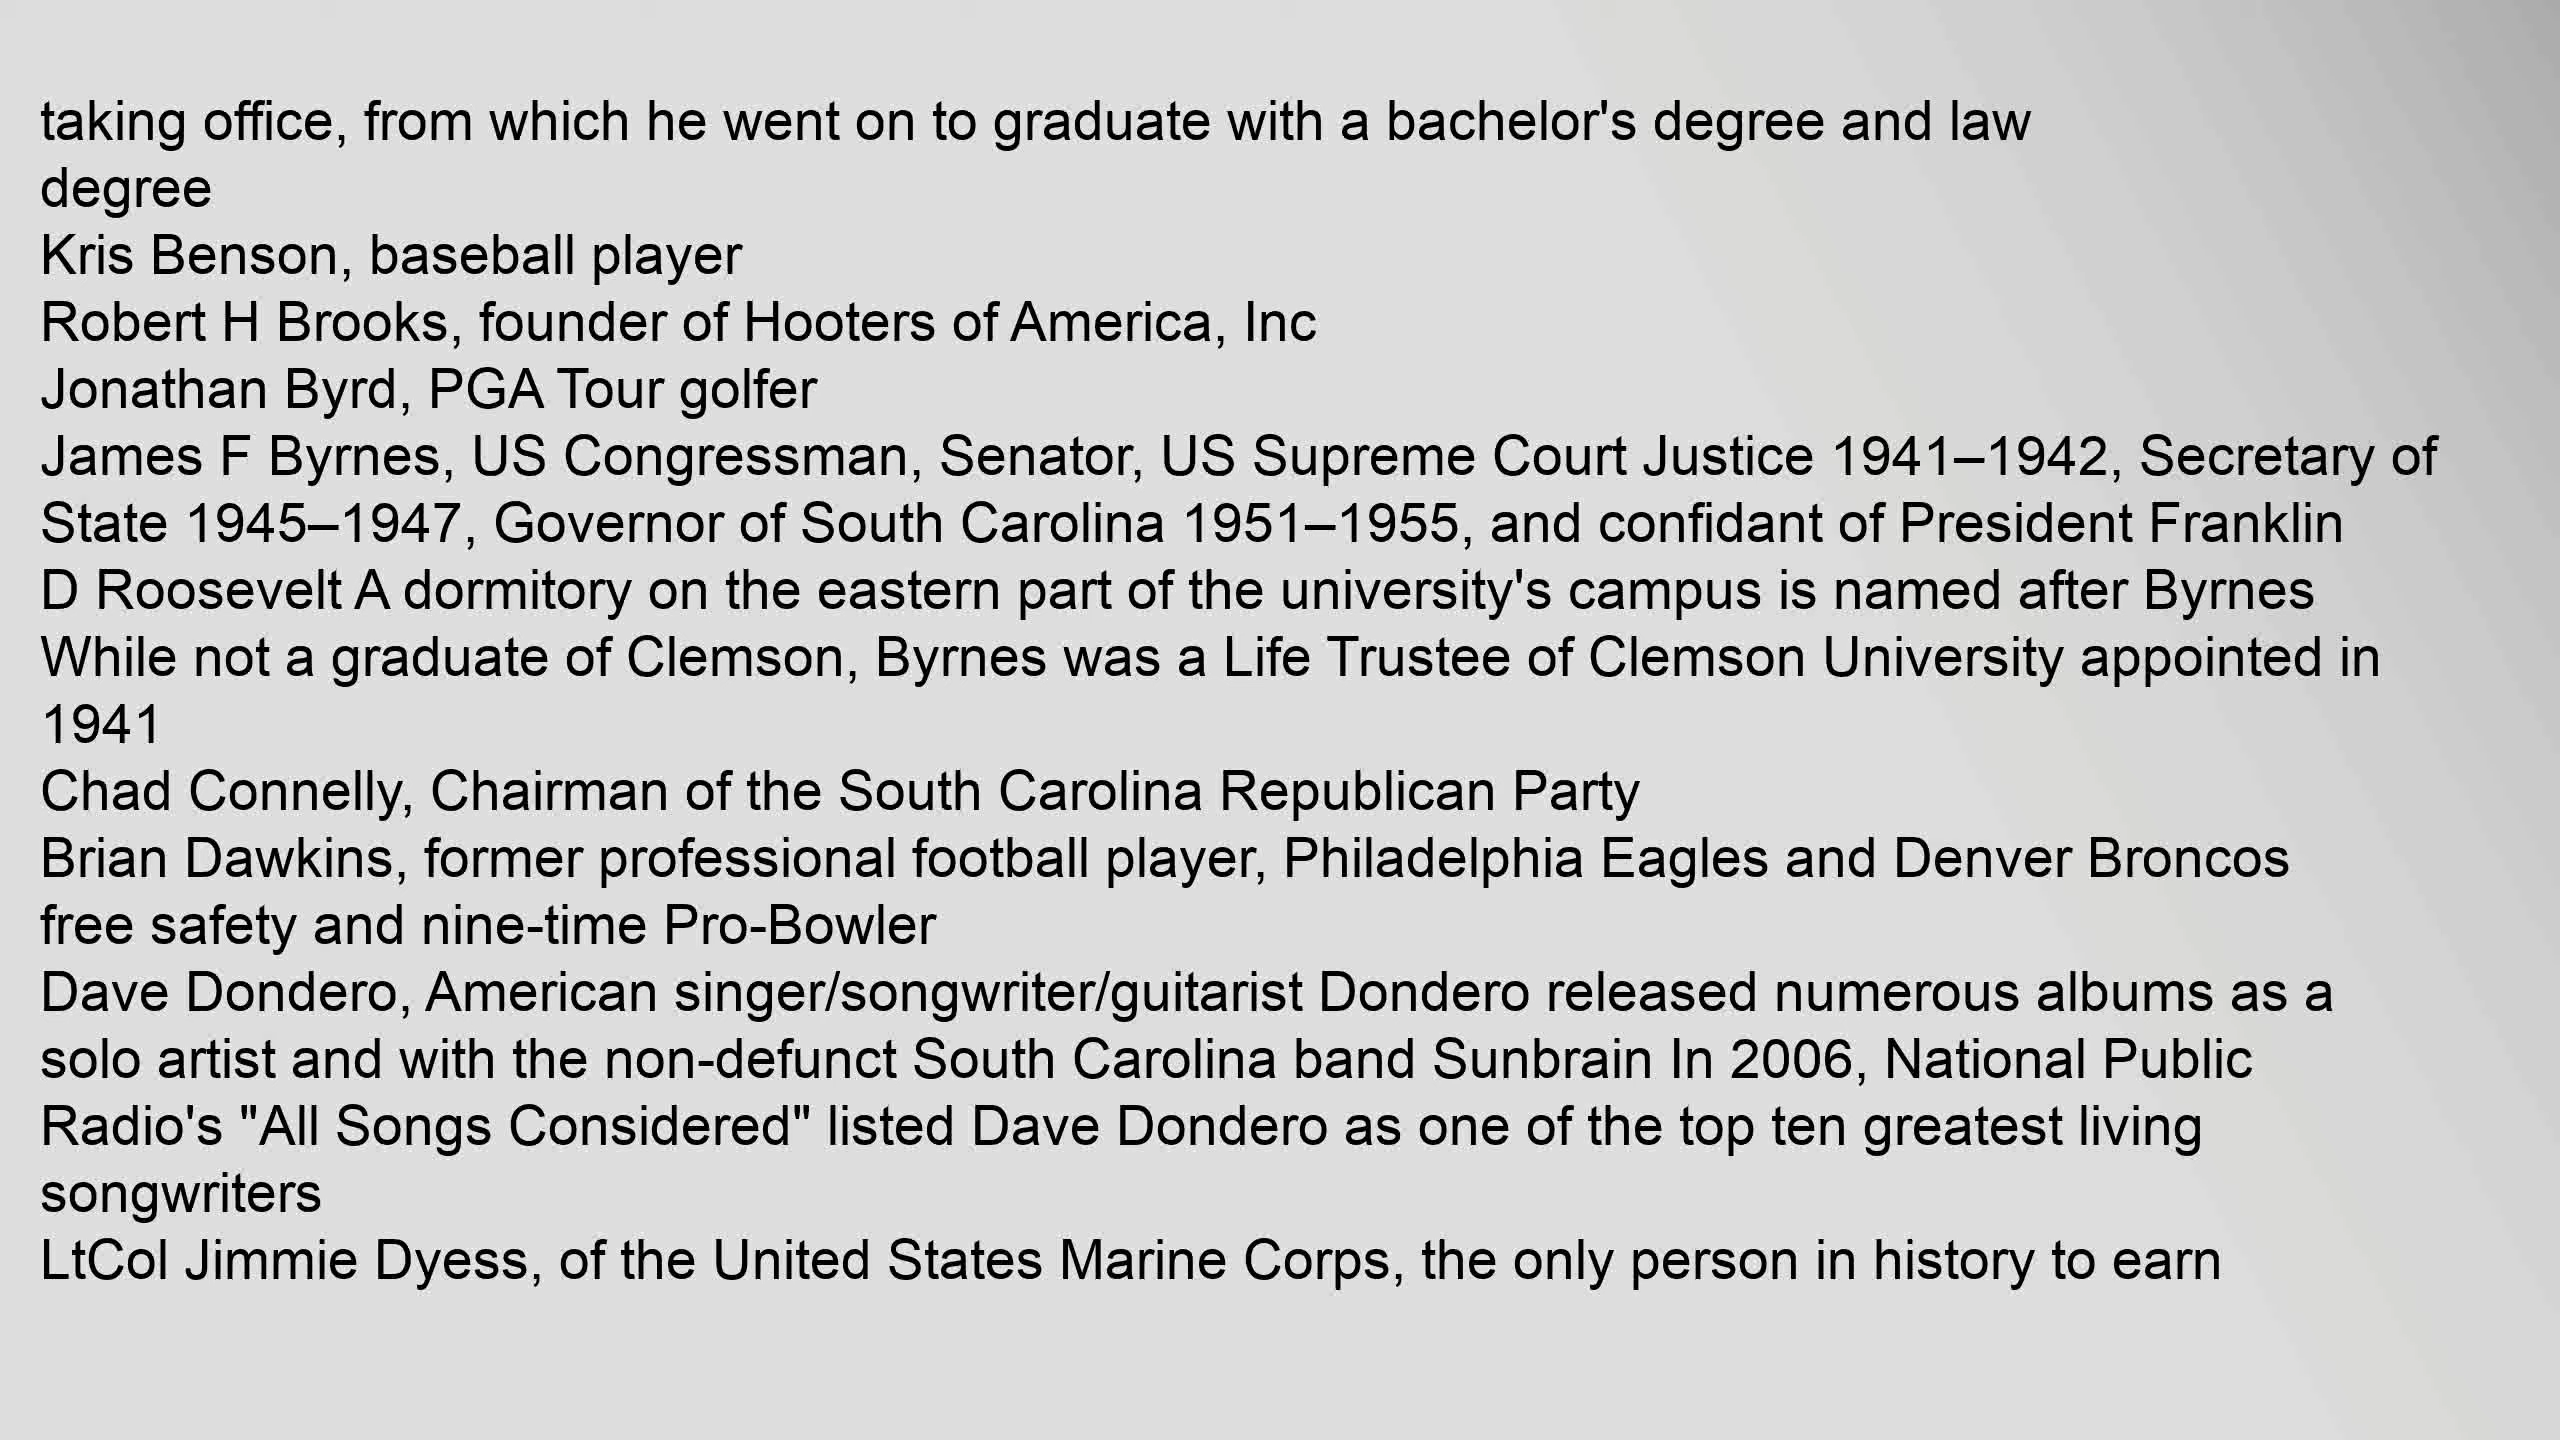 taking office, from which he went on to graduate with a bachelor's degree and law
degree
Kris Benson, baseball player
Robert H Brooks, founder of Hooters of America, Inc
Jonathan Byrd, PGA Tour golfer
James F Byrnes, US Congressman, Senator, US Supreme Court Justice 1941–1942, Secretary of
State 1945–1947, Governor of South Carolina 1951–1955, and confidant of President Franklin
D Roosevelt A dormitory on the eastern part of the university's campus is named after Byrnes
While not a graduate of Clemson, Byrnes was a Life Trustee of Clemson University appointed in
1941
Chad Connelly, Chairman of the South Carolina Republican Party
Brian Dawkins, former professional football player, Philadelphia Eagles and Denver Broncos
free safety and nine-time Pro-Bowler
Dave Dondero, American singer/songwriter/guitarist Dondero released numerous albums as a
solo artist and with the non-defunct South Carolina band Sunbrain In 2006, National Public
Radio's "All Songs Considered" listed Dave Dondero as one of the top ten greatest living
songwriters
LtCol Jimmie Dyess, of the United States Marine Corps, the only person in history to earn